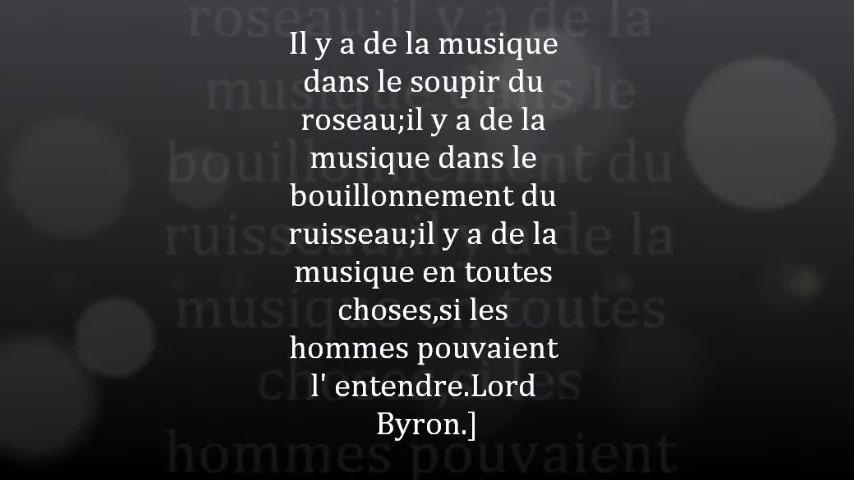 Il y a de la musique
dans le soupir du
roseau;il y a de la
musique dans le
bouillonnement du
ruisseau;il y a de la
musique en toutes
choses,si les
hommes pouvaient
l' entendre.Lord
Byron.]